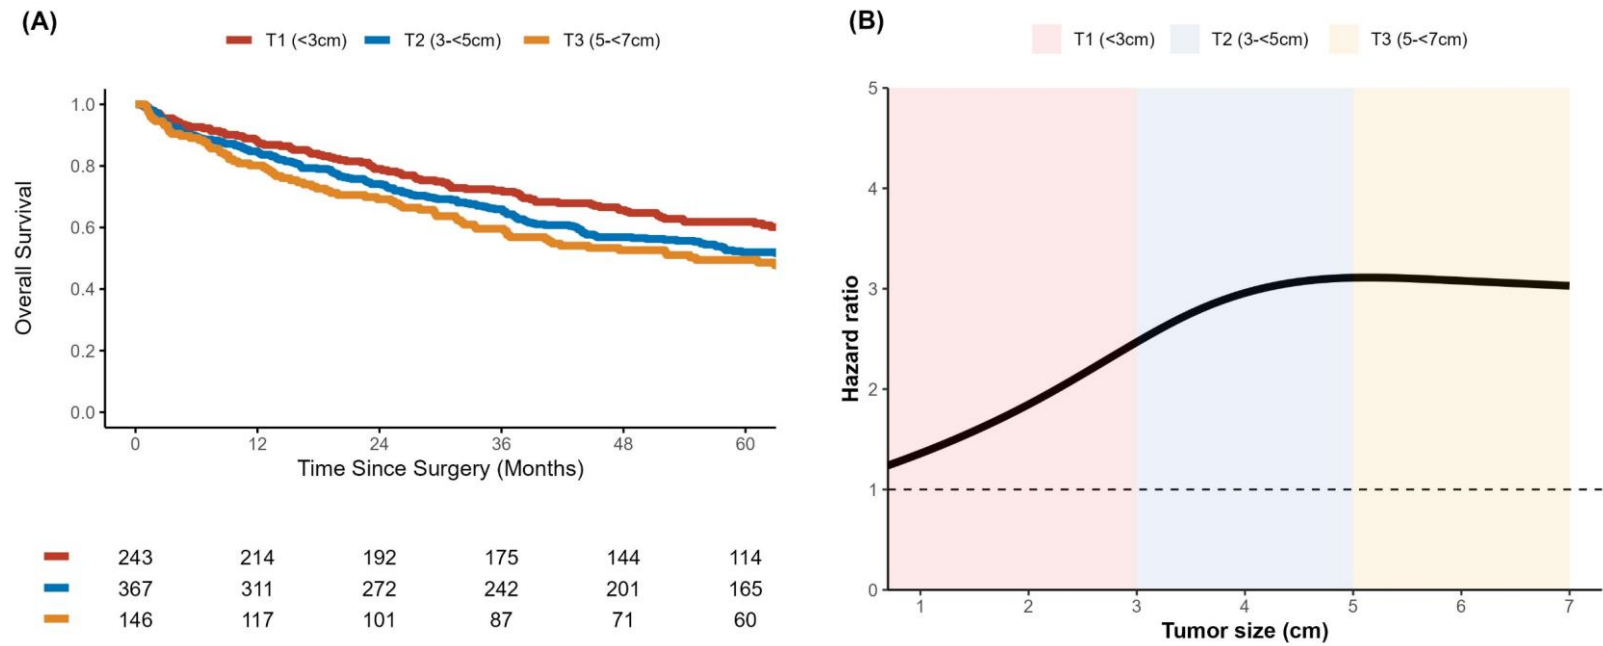 (A)
T1 (<3cm) T2 (3-<5cm) T3 (5-<7cm)
1.0
0.8
0.6
0.4
0.2
0.0
Overall Survival
0 12 24 36 48 60
Time Since Surgery (Months)
243 214 192 175 144 114
367 311 272 242 201 165
146 117 101 87 71 60
(B)
T1 (<3cm) T2 (3-<5cm) T3 (5-<7cm)
5
4
3
2
1
0
Hazard ratio
1 2 3 4 5 6 7
Tumor size (cm)